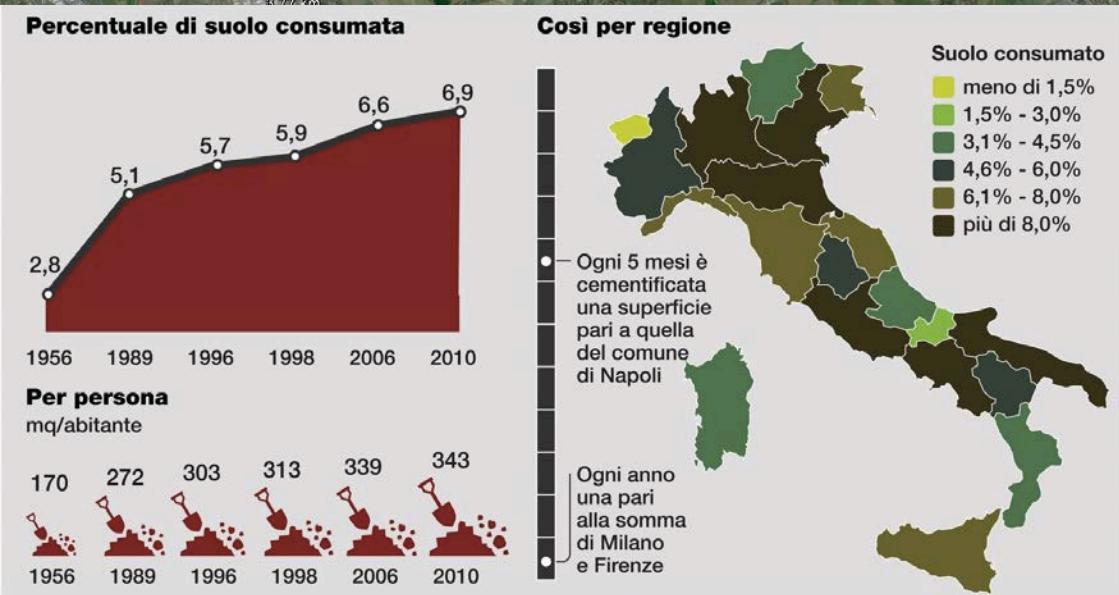 3,77 km
Percentuale di suolo consumata
2,8
5,1
5,7
5,9
6,6
6,9
1956 1989 1996 1998 2006 2010
Per persona
mq/abitante
170 272 303 313 339 343
1956 1989 1996 1998 2006 2010
Così per regione
Ogni 5 mesi è
cementificata
una superficie
pari a quella
del comune
di Napoli
Ogni anno
una pari
alla somma
di Milano
e Firenze
Suolo consumato
meno di 1,5%
1,5% - 3,0%
3,1% - 4,5%
4,6% - 6,0%
6,1% - 8,0%
più di 8,0%